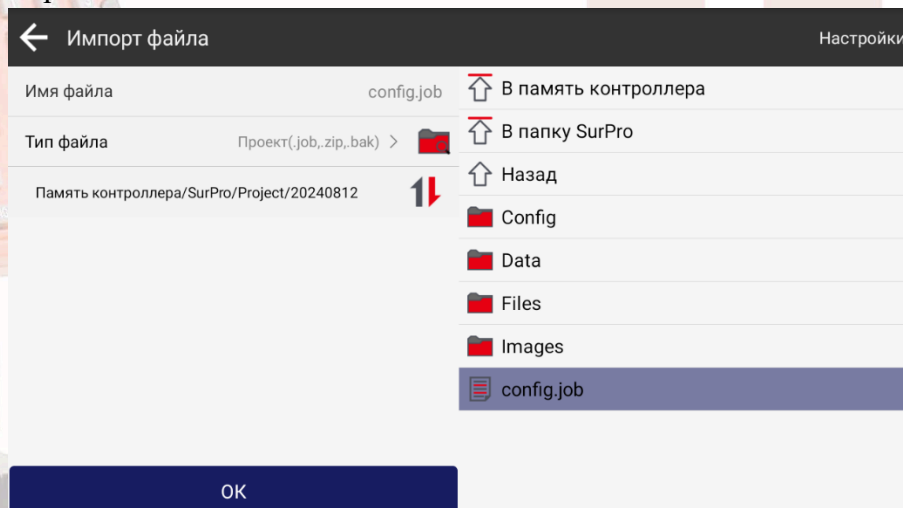 Импорт файла
Настройки
Имя файла config.job
Тип файла Проект(.job,.zip,.bak) >
Память контроллера/SurPro/Project/20240812
OK
В память контроллера
В папку SurPro
Назад
Config
Data
Files
Images
config.job